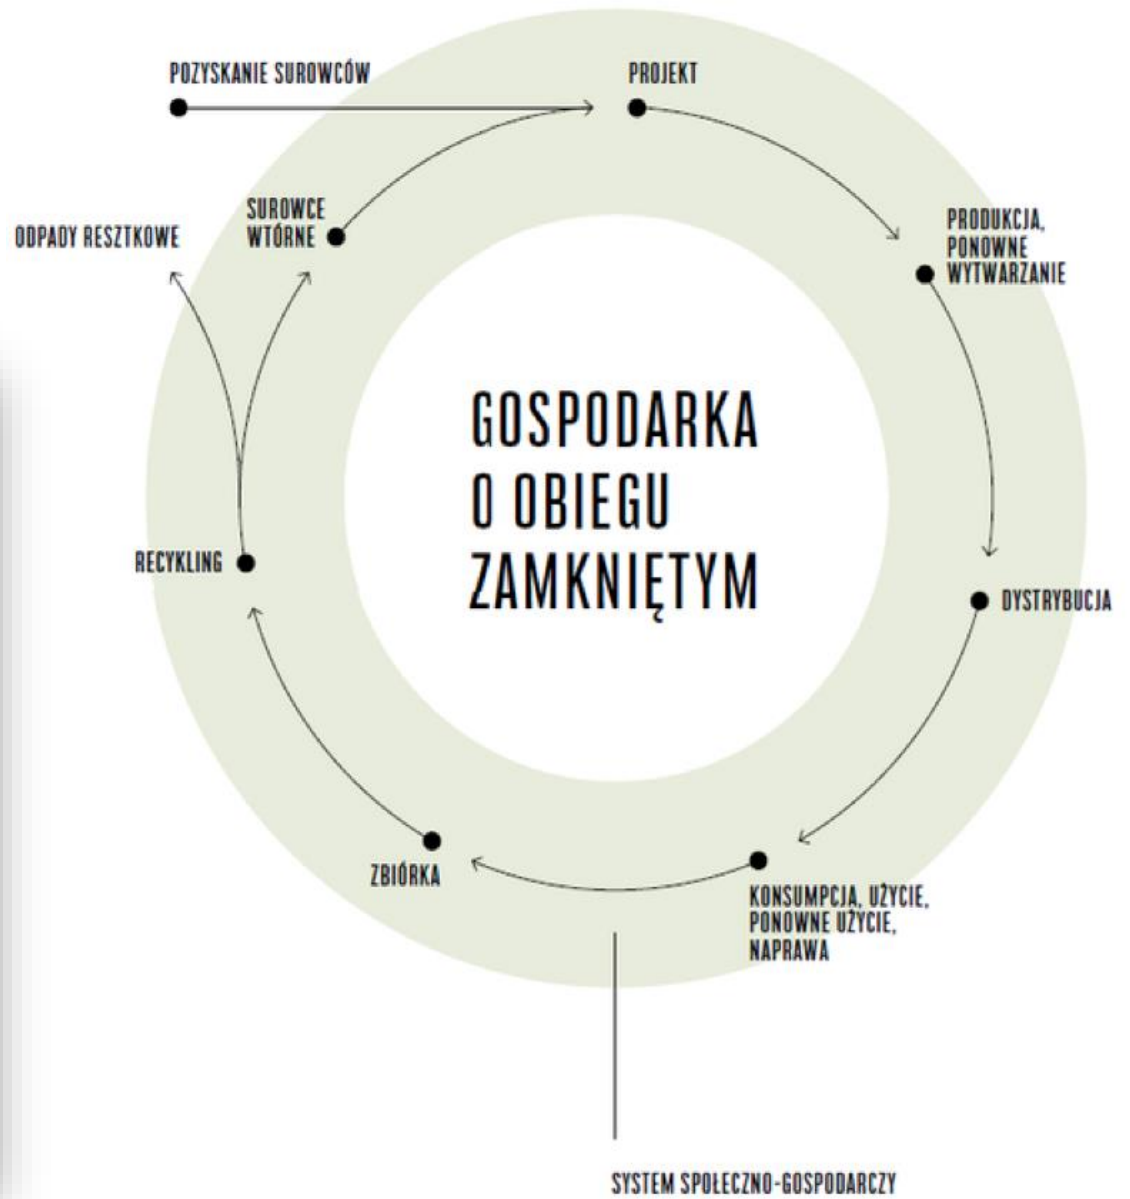 POZYSKANIE SUROWCÓW
PROJEKT
SUROWCE
WTÓRNE
ODPADY RESZTKOWE
PRODUKCJA,
PONOWNE
WYTWARZANIE
GOSPODARKA
O OBIEGU
ZAMKNIĘTYM
RECYKLING
DYSTRYBUCJA
ZBIÓRKA
KONSUMPCJA, UŻYCIE,
PONOWNE UŻYCIE,
NAPRAWA
SYSTEM SPOŁECZNO-GOSPODARCZY